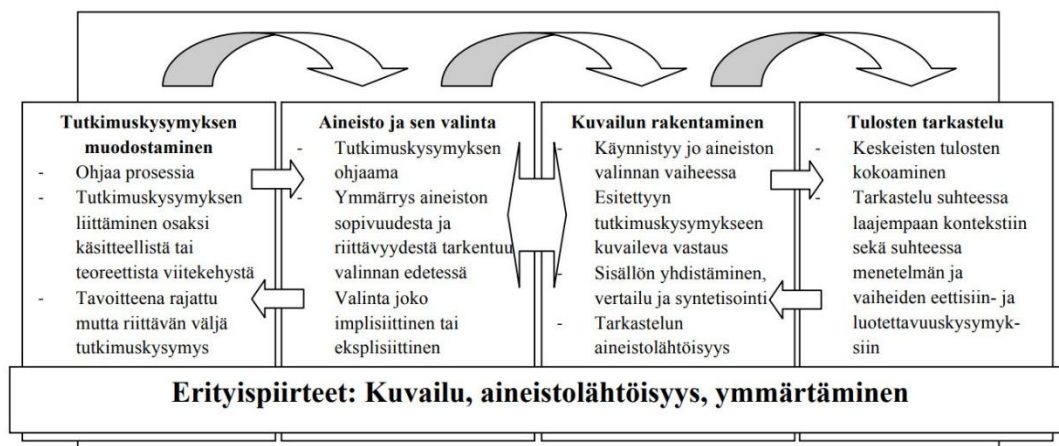 Tutkimuskysymyksen
muodostaminen
- Ohjaa prosessia
- Tutkimuskysymyksen
liittäminen osaksi
käsitteellistä tai
teoreettista viitekehystä
- Tavoitteena rajattu
mutta riittävän väljä
tutkimuskysymys
Aineisto ja sen valinta
- Tutkimuskysymyksen
ohjaama
- Ymmärrys aineiston
sopivuudesta ja
riittävyydestä tarkentuu
valinnan edetessä
- Valinta joko
implisiittinen tai
eksplisiittinen
Kuvailun rakentaminen
- Käynnistyy jo aineiston
valinnan vaiheessa
Esitettyyn
tutkimuskysymykseen
kuvaileva vastaus
- Sisällön yhdistäminen,
vertailu ja syntetisointi
- Tarkastelun
aineistolähtöisyys
Tulosten tarkastelu
- Keskeisten tulosten
kokoaminen
- Tarkastelu suhteessa
laajempaan kontekstiin
sekä suhteessa
menetelmän ja
vaiheiden eettisiin- ja
luotettavuuskysymyk-
siin
Erityispiirteet: Kuvailu, aineistolähtöisyys, ymmärtäminen